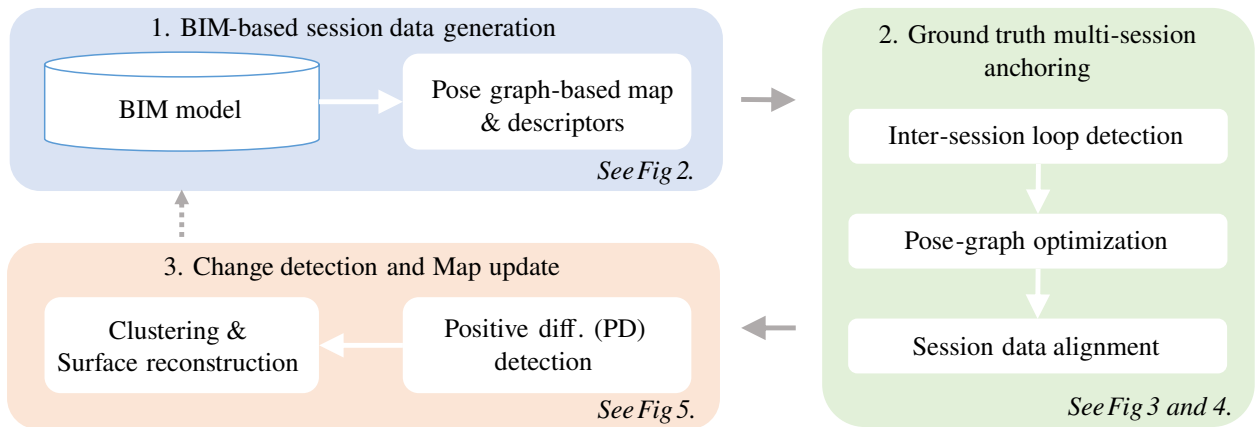 1. BIM-based session data generation
BIM model
Pose graph-based map
& descriptors
See Fig 2.
2. Ground truth multi-session
anchoring
Inter-session loop detection
Pose-graph optimization
Session data alignment
See Fig 3 and 4.
3. Change detection and Map update
Positive diff. (PD)
detection
Clustering &
Surface reconstruction
See Fig 5.